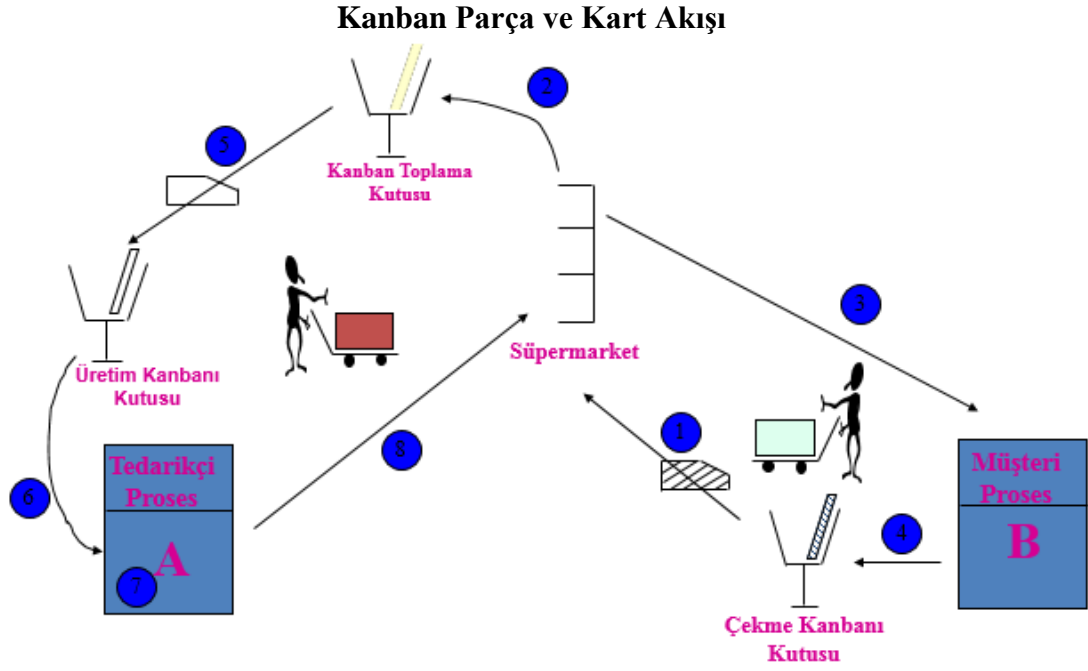 Kanban Parça ve Kart Akışı
2
5
Kanban Toplama
Kutusu
3
Süpermarket
Üretim Kanbanı
Kutusu
1
8
Tedarikçi
Proses
A
6
7
Müşteri
Proses
B
4
Çekme Kanbanı
Kutusu